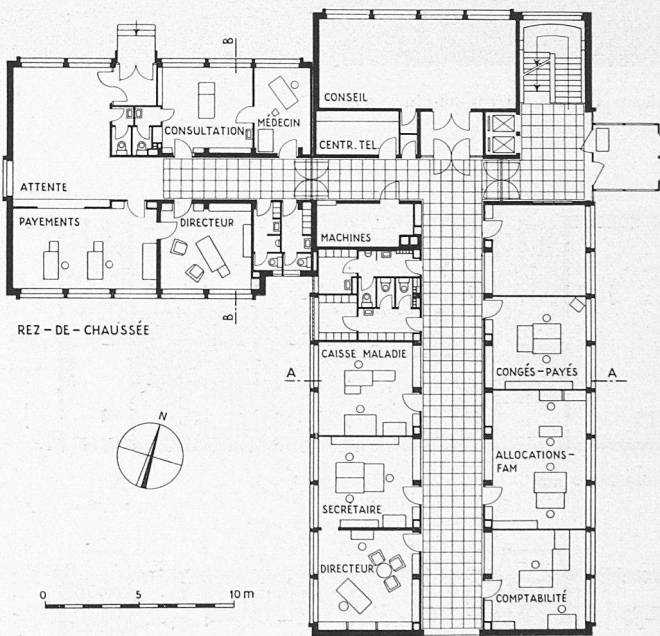 B
CONSEIL
CONSULTATION
MÉDECIN
CENTR. TEL.
ATTENTE
PAYEMENTS
DIRECTEUR
MACHINES
B
REZ-DE-CHAUSSÉE
CAISSE MALADIE
A
CONGÉS-PAYÉS
A
N
ALLOCATIONS-
FAM
SECRÉTAIRE
DIRECTEUR
COMPTABILITÉ
0 5 10 m